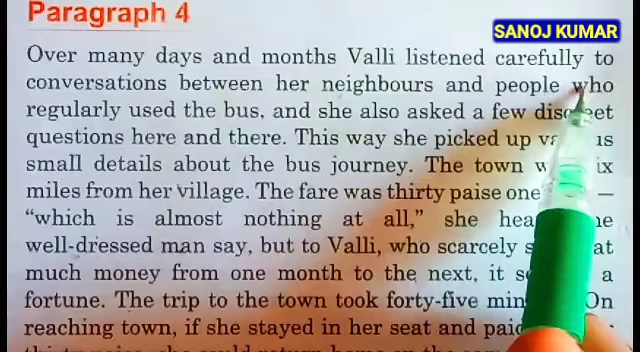 Paragraph 4
SANOJ KUMAR
Over many days and months Valli listened carefully to
conversations between her neighbours and people who
regularly used the bus, and she also asked a few
questions here and there. This way she picked up
small details about the bus journey. The town
miles from her village. The fare was thirty paise one —
“which is almost nothing at all,” she
well-dressed man say, but to Valli, who scarcely
much money from one month to the next, it a
fortune. The trip to the town took forty-five On
reaching town, if she stayed in her seat and